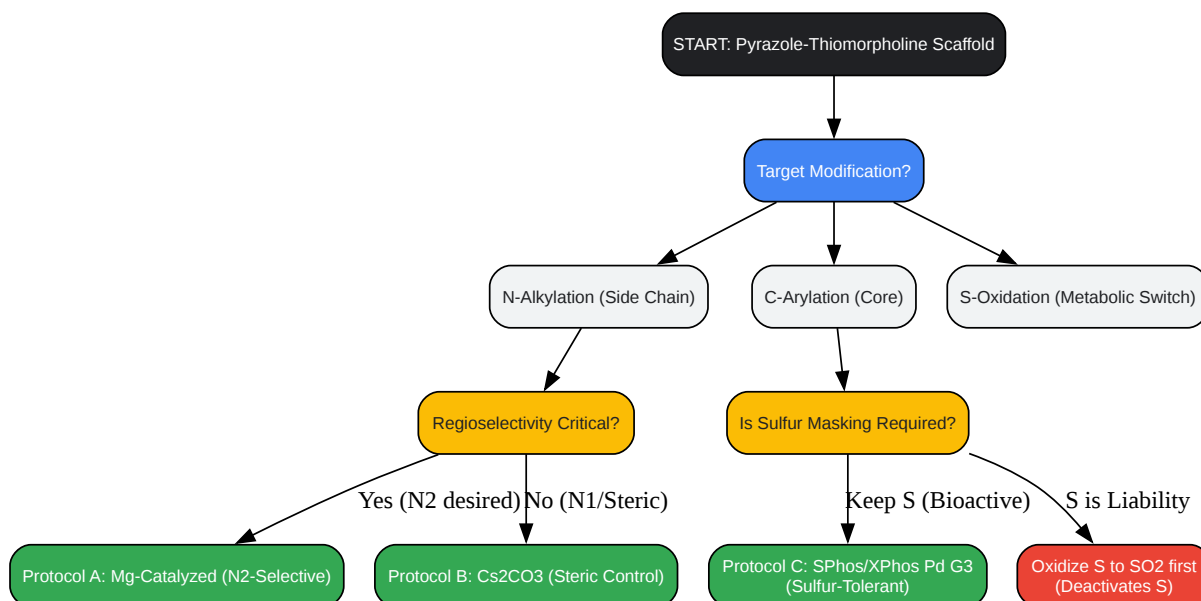 START: Pyrazole-Thiomorpholine Scaffold
Target Modification?
N-Alkylation (Side Chain)
C-Arylation (Core)
S-Oxidation (Metabolic Switch)
Regioselectivity Critical?
Is Sulfur Masking Required?
Yes (N2 desired)
No (N1/Steric)
Keep S (Bioactive)
S is Liability
Protocol A: Mg-Catalyzed (N2-Selective)
Protocol B: Cs2CO3 (Steric Control)
Protocol C: SPhos/XPhos Pd G3
(Sulfur-Tolerant)
Oxidize S to SO2 first
(Deactivates S)